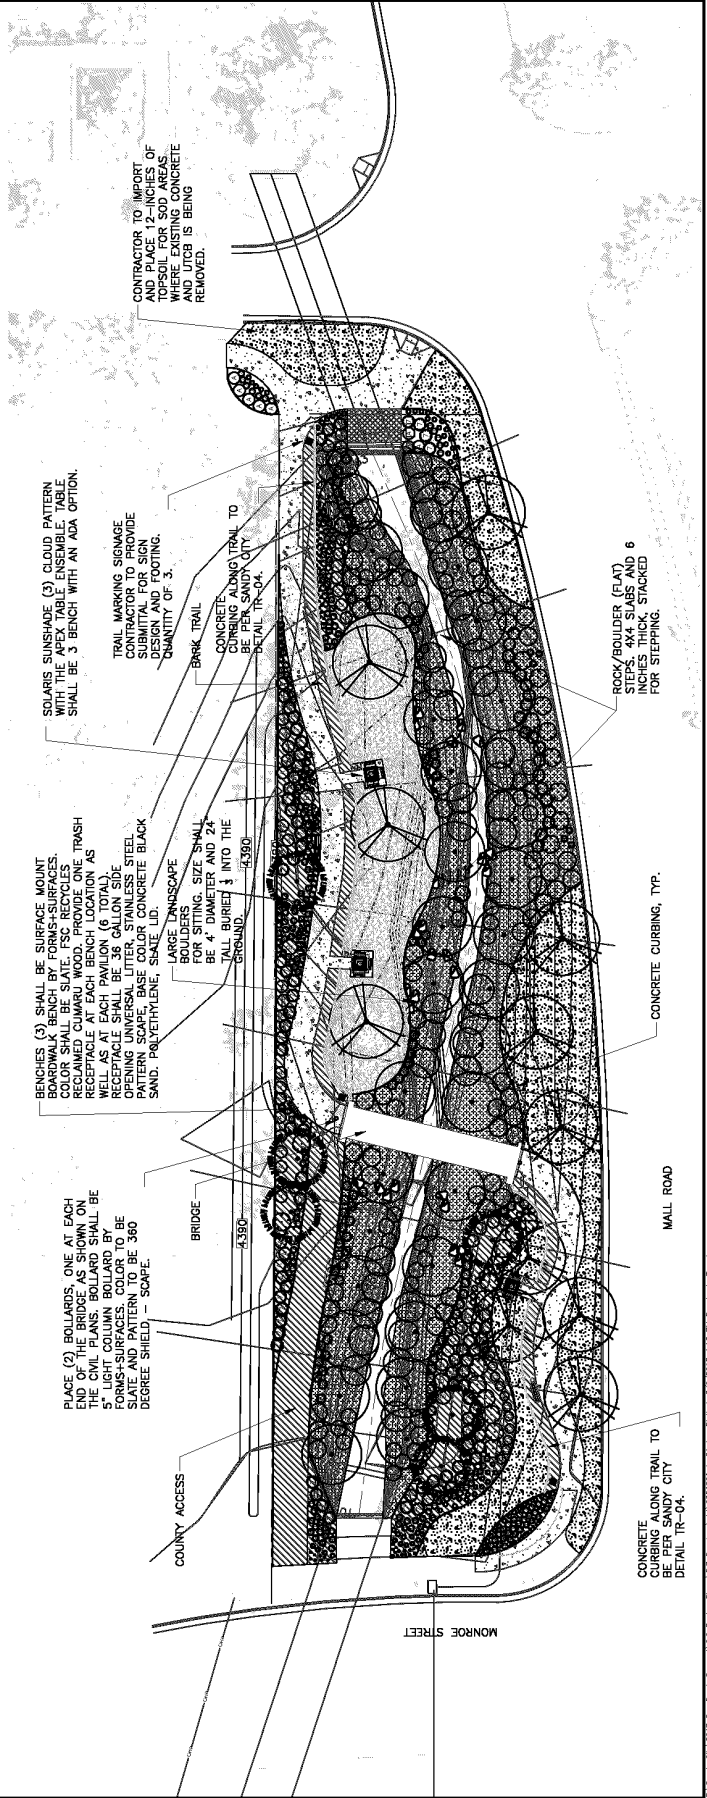 PLACE (2) BOLLARDS, ONE AT EACH
END OF THE BRIDGE AS SHOWN ON
THE CIVIL PLANS. BOLLARD SHALL BE
5" LIGHT COLUMN BOLLARD BY
FORMS+SURFACES. COLOR TO BE
SLATE AND PATTERN TO BE 360
DEGREE SHIELD, – SCAPE.
BENCHES (3) SHALL BE SURFACE MOUNT
BOARDWALK BENCH BY FORMS+SURFACES.
COLOR SHALL BE SLATE. FSC RECYCLES
RECLAIMED CUMARU WOOD. PROVIDE ONE TRASH
RECEPTACLE AT EACH BENCH LOCATION AS
WELL AS AT EACH PAVILION (6 TOTAL).
RECEPTACLE SHALL BE 36 GALLON SIDE
OPENING UNIVERSAL LITTER, STAINLESS STEEL
PATTERN SCAPE, BASE COLOR CONCRETE BLACK
SAND. POLYETHYLENE, SLATE LID.
SOLARIS SUNSHADE (3) CLOUD PATTERN
WITH THE APEX TABLE ENSEMBLE. TABLE
SHALL BE 3 BENCH WITH AN ADA OPTION.
TRAIL MARKING SIGNAGE
CONTRACTOR TO PROVIDE
SUBMITTAL FOR SIGN
DESIGN AND FOOTING.
QUANTITY OF 3.
CONTRACTOR TO IMPORT
AND PLACE 12–INCHES OF
TOPSOIL FOR SOD AREAS
WHERE EXISTING CONCRETE
AND UTCB IS BEING
REMOVED.
COUNTY ACCESS
BRIDGE
LARGE LANDSCAPE
BOULDERS
FOR SITTING. SIZE SHALL
BE 4' DIAMETER AND 24"
TALL BURIED ⅓ INTO THE
GROUND.
BARK TRAIL
CONCRETE
CURBING ALONG TRAIL TO
BE PER SANDY CITY
DETAIL TR–04.
4390
4390
MONROE STREET
CONCRETE
CURBING ALONG TRAIL TO
BE PER SANDY CITY
DETAIL TR–04.
MALL ROAD
CONCRETE CURBING, TYP.
ROCK/BOULDER (FLAT)
STEPS. 4X4 SLABS AND 6
INCHES THICK, STACKED
FOR STEPPING.